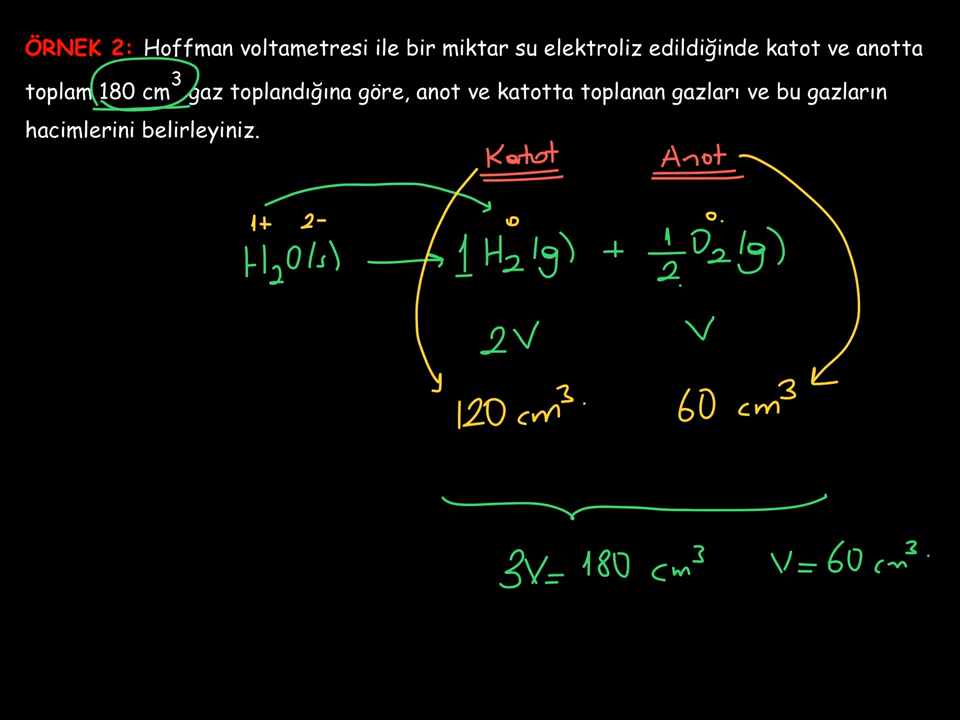 ÖRNEK 2: Hoffman voltametresi ile bir miktar su elektroliz edildiğinde katot ve anotta
toplam 180 cm³ gaz toplandığına göre, anot ve katotta toplanan gazları ve bu gazların
hacimlerini belirleyiniz.
Katot Anot
1+ 2- 0 0
H₂O(s) → 1 H₂(g) + 1/2 O₂(g)
2V V
120 cm³ 60 cm³
3V = 180 cm³ V = 60 cm³